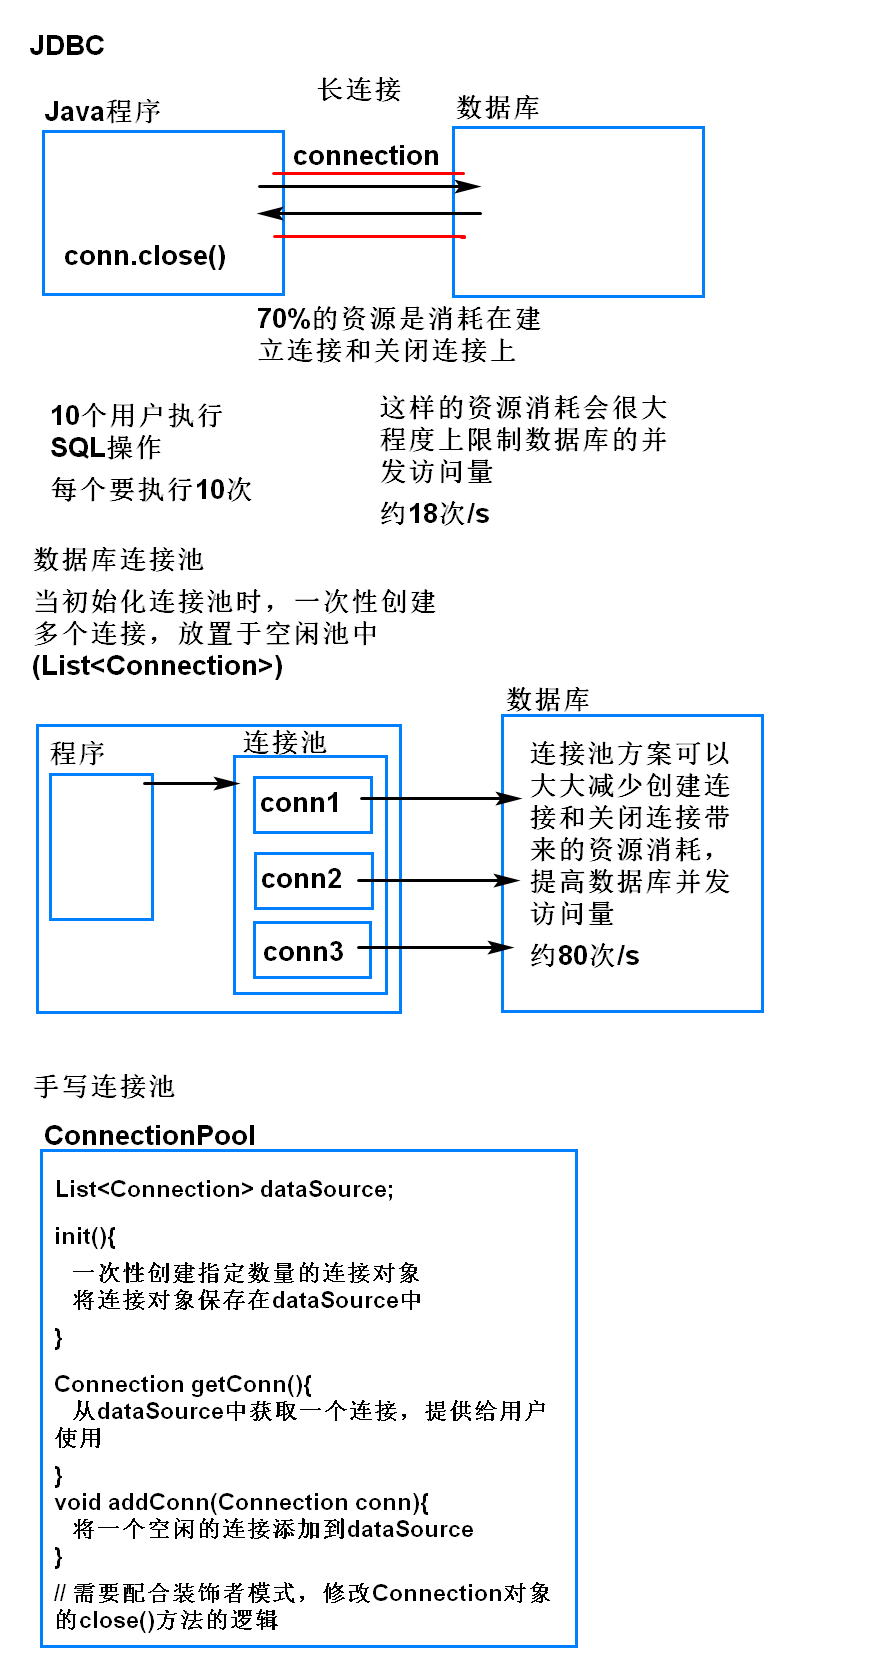 JDBC
长连接
Java程序
数据库
connection
conn.close()
70%的资源是消耗在建
立连接和关闭连接上
10个用户执行
SQL操作
每个要执行10次
这样的资源消耗会很大
程度上限制数据库的并
发访问量
约18次/s
数据库连接池
当初始化连接池时，一次性创建
多个连接，放置于空闲池中
(List<Connection>)
程序
连接池
conn1
conn2
conn3
数据库
连接池方案可以
大大减少创建连
接和关闭连接带
来的资源消耗，
提高数据库并发
访问量
约80次/s
手写连接池
ConnectionPool
List<Connection> dataSource;
init(){
一次性创建指定数量的连接对象
将连接对象保存在dataSource中
}
Connection getConn(){
从dataSource中获取一个连接，提供给用户
使用
}
void addConn(Connection conn){
将一个空闲的连接添加到dataSource
}
// 需要配合装饰者模式，修改Connection对象
的close()方法的逻辑